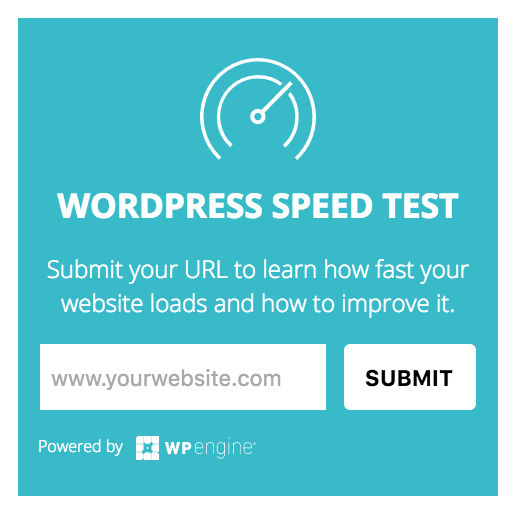 WORDPRESS SPEED TEST
Submit your URL to learn how fast your
website loads and how to improve it.
www.yourwebsite.com SUBMIT
Powered by WP engine®